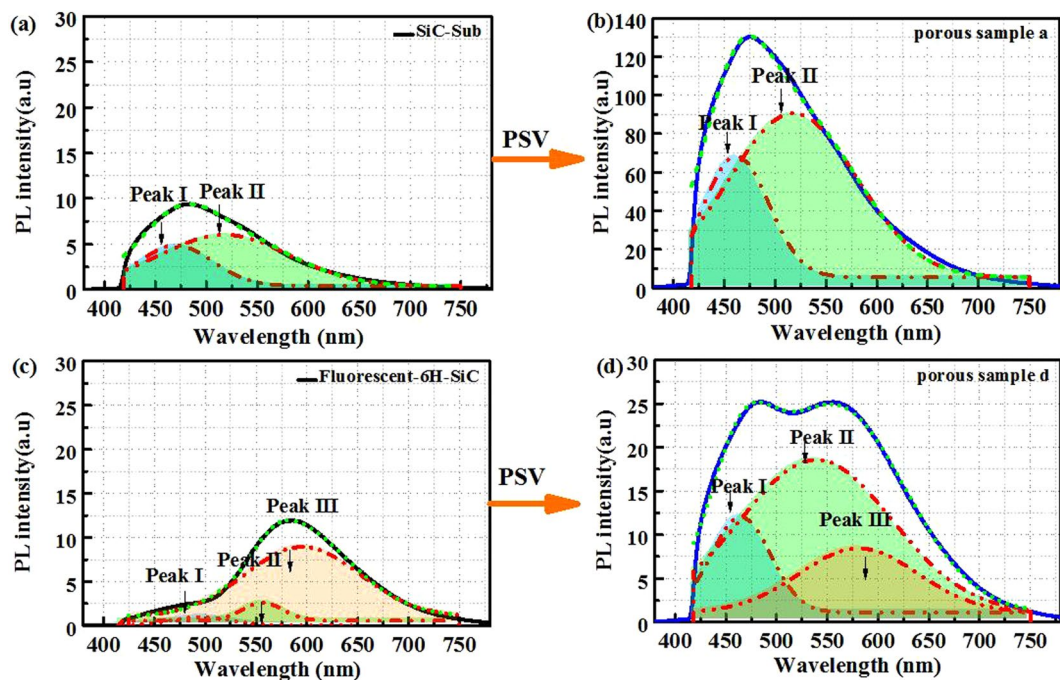 (a)
30
25
20
15
10
5
0
PL intensity(a.u)
SiC-Sub
Peak I
Peak II
400 450 500 550 600 650 700 750
Wavelength (nm)
PSV
(b)
140
120
100
80
60
40
20
0
PL intensity(a.u)
porous sample a
Peak II
Peak I
400 450 500 550 600 650 700 750
Wavelength (nm)
(c)
30
25
20
15
10
5
0
PL intensity(a.u)
Fluorescent-6H-SiC
Peak III
Peak II
Peak I
400 450 500 550 600 650 700 750
Wavelength (nm)
PSV
(d)
30
25
20
15
10
5
0
PL intensity(a.u)
porous sample d
Peak II
Peak I
Peak III
400 450 500 550 600 650 700 750
Wavelength (nm)